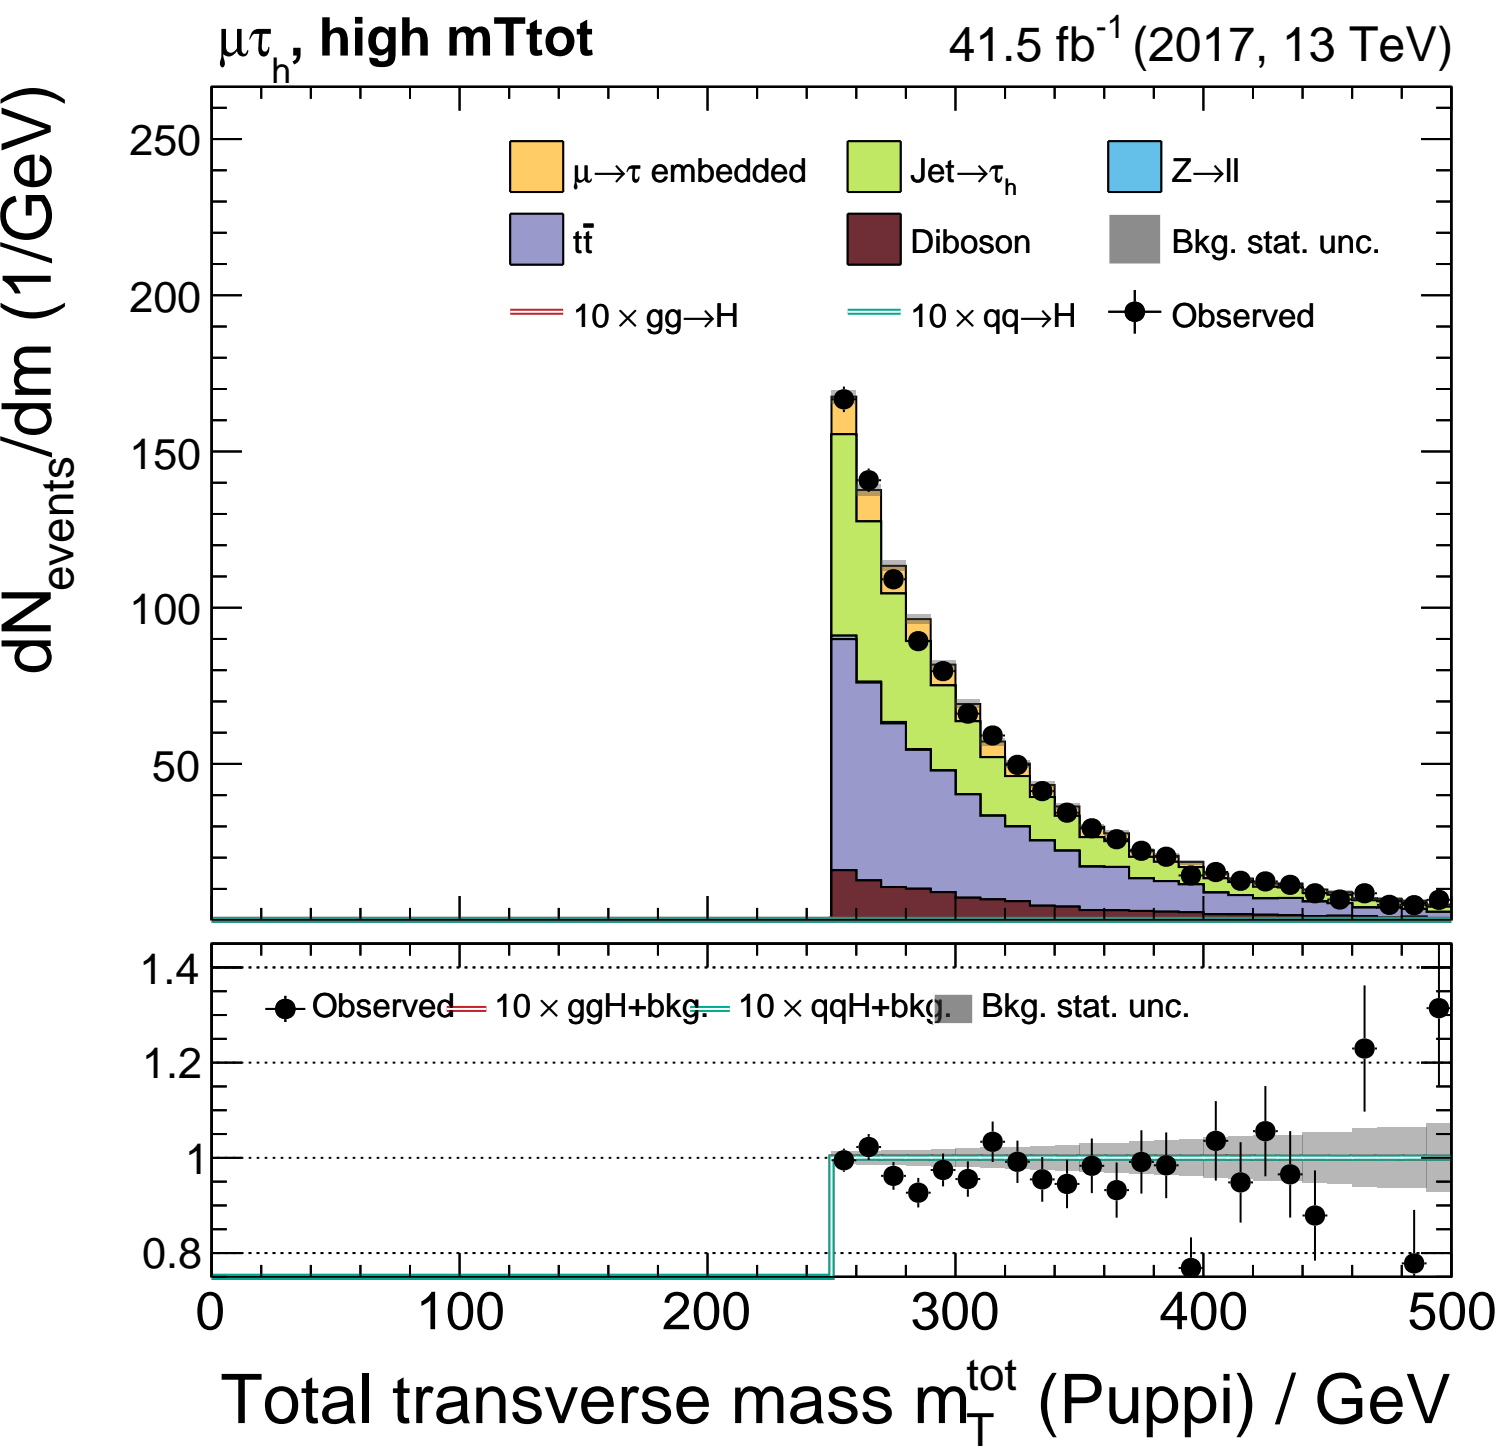 μτh, high mTtot
41.5 fb-1 (2017, 13 TeV)
dNevents/dm (1/GeV)
250
200
150
100
50
μ→τ embedded
Jet→τh
Z→ll
tt̄
Diboson
Bkg. stat. unc.
10 × gg→H
10 × qq→H
Observed
1.4
1.2
1
0.8
Observed
10 × ggH+bkg.
10 × qqH+bkg.
Bkg. stat. unc.
0 100 200 300 400 500
Total transverse mass mTtot (Puppi) / GeV